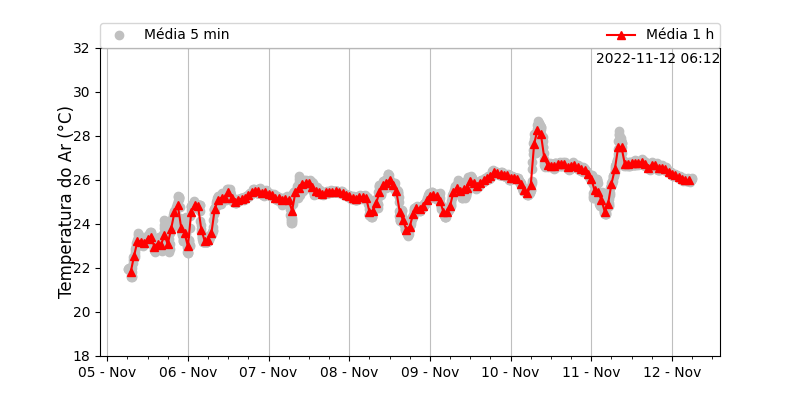 Média 5 min
Média 1 h
2022-11-12 06:12
Temperatura do Ar (°C)
32
30
28
26
24
22
20
18
05 - Nov
06 - Nov
07 - Nov
08 - Nov
09 - Nov
10 - Nov
11 - Nov
12 - Nov